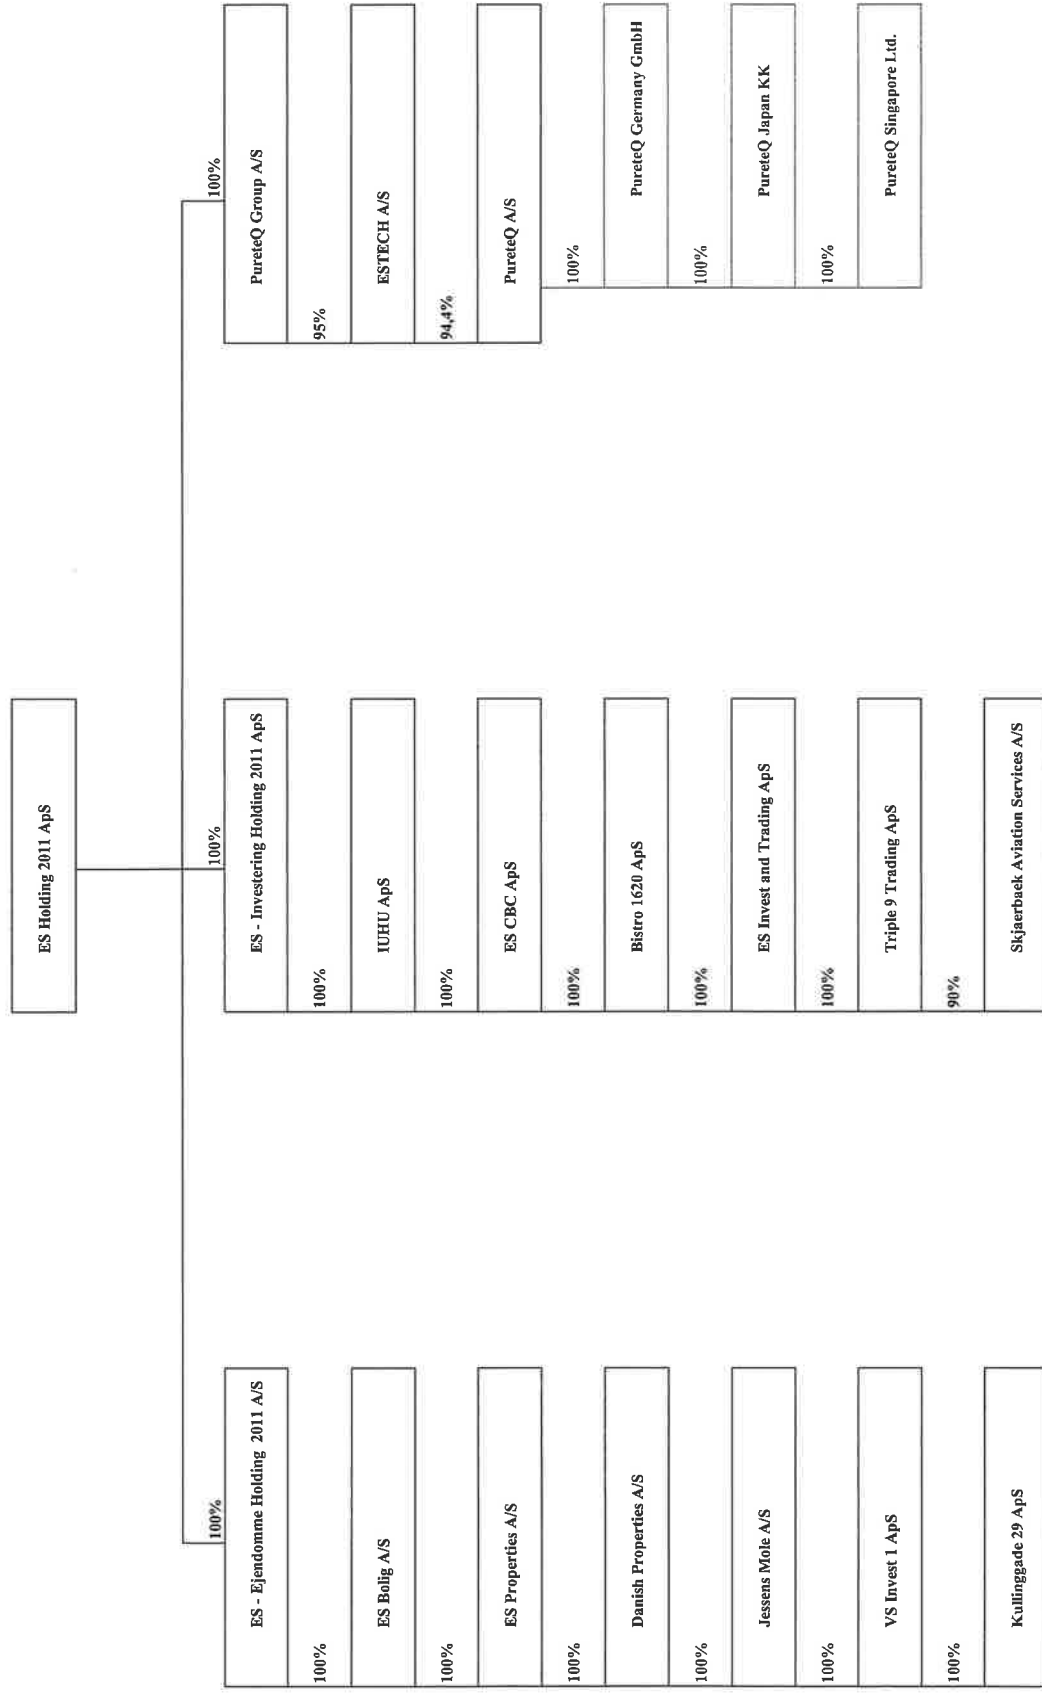 ES Holding 2011 ApS
100%
ES - Ejendomme Holding 2011 A/S
100%
ES Bolig A/S
100%
ES Properties A/S
100%
Danish Properties A/S
100%
Jessens Mole A/S
100%
VS Invest 1 ApS
100%
Kullinggade 29 ApS
100%
ES - Investering Holding 2011 ApS
100%
IUHU ApS
100%
ES CBC ApS
100%
Bistro 1620 ApS
100%
ES Invest and Trading ApS
100%
Triple 9 Trading ApS
90%
Skjaerbaek Aviation Services A/S
100%
PureteQ Group A/S
95%
ESTECH A/S
94,4%
PureteQ A/S
100%
PureteQ Germany GmbH
100%
PureteQ Japan KK
100%
PureteQ Singapore Ltd.